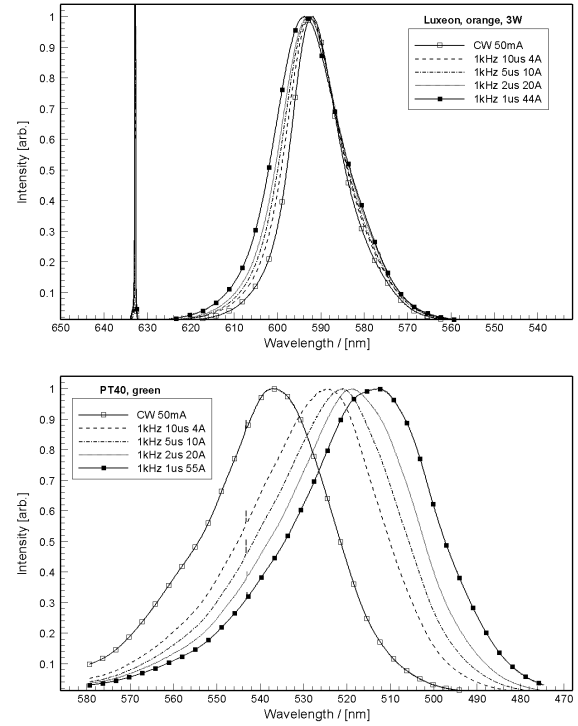 Luxeon, orange, 3W
CW 50mA
1kHz 10us 4A
1kHz 5us 10A
1kHz 2us 20A
1kHz 1us 44A
Intensity [arb.]
1
0.9
0.8
0.7
0.6
0.5
0.4
0.3
0.2
0.1
650 640 630 620 610 600 590 580 570 560 550 540
Wavelength / [nm]
PT40, green
CW 50mA
1kHz 10us 4A
1kHz 5us 10A
1kHz 2us 20A
1kHz 1us 55A
Intensity [arb.]
1
0.9
0.8
0.7
0.6
0.5
0.4
0.3
0.2
0.1
580 570 560 550 540 530 520 510 500 490 480 470
Wavelength / [nm]